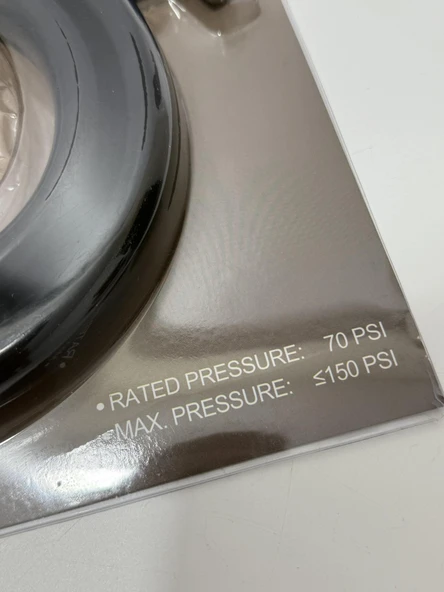 • RATED PRESSURE: 70 PSI
MAX. PRESSURE: ≤150 PSI